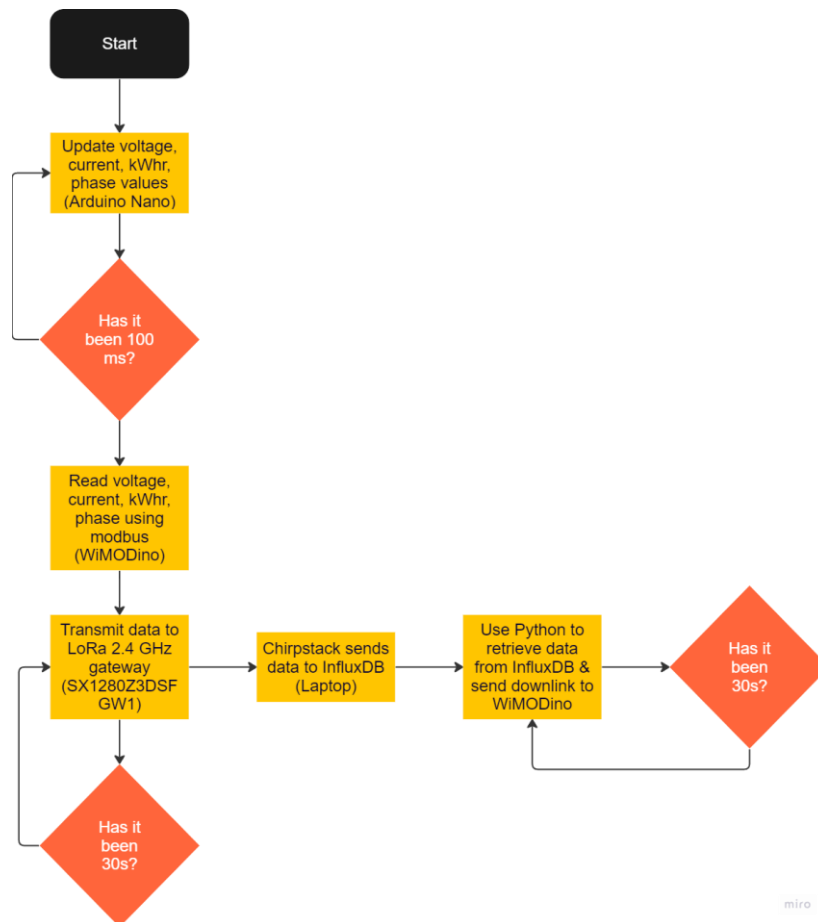 Start
Update voltage,
current, kWhr,
phase values
(Arduino Nano)
Has it
been 100
ms?
Read voltage,
current, kWhr,
phase using
modbus
(WiMODino)
Transmit data to
LoRa 2.4 GHz
gateway
(SX1280Z3DSF
GW1)
Chirpstack sends
data to InfluxDB
(Laptop)
Use Python to
retrieve data
from InfluxDB &
send downlink to
WiMODino
Has it
been
30s?
Has it
been
30s?
miro